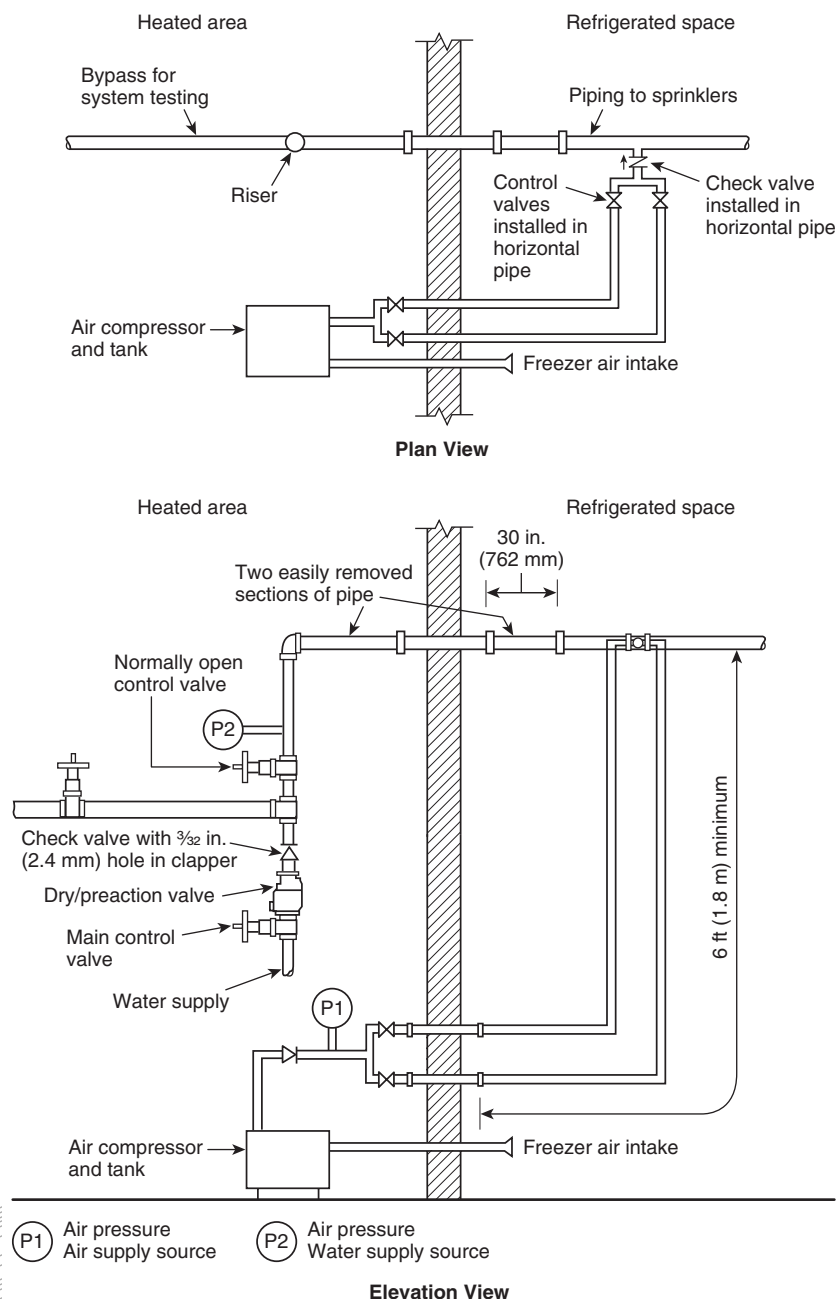 Heated area
Refrigerated space
Bypass for
system testing
Piping to sprinklers
Riser
Control
valves
installed in
horizontal
pipe
Check valve
installed in
horizontal pipe
Air compressor
and tank
Freezer air intake
Plan View
Heated area
Refrigerated space
30 in.
(762 mm)
Two easily removed
sections of pipe
Normally open
control valve
P2
Check valve with 3⁄32 in.
(2.4 mm) hole in clapper
Dry/preaction valve
Main control
valve
Water supply
P1
6 ft (1.8 m) minimum
Air compressor
and tank
Freezer air intake
P1 Air pressure
Air supply source
P2 Air pressure
Water supply source
Elevation View